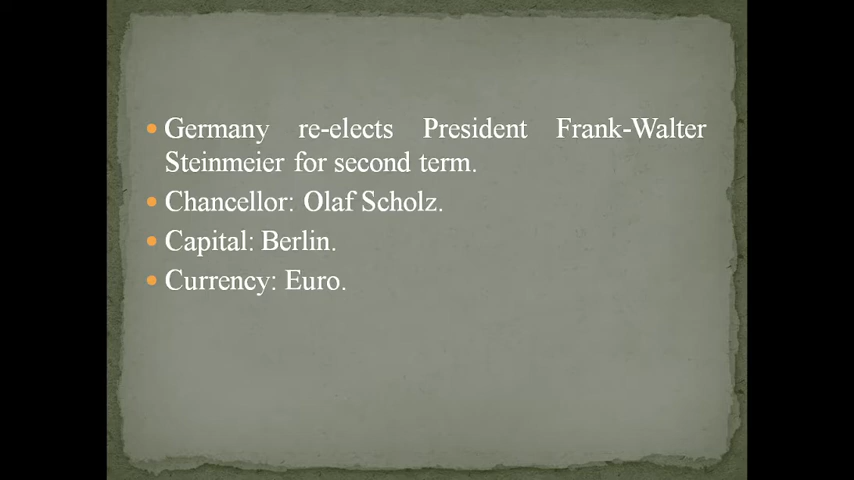 Germany re-elects President Frank-Walter
Steinmeier for second term.
Chancellor: Olaf Scholz.
Capital: Berlin.
Currency: Euro.